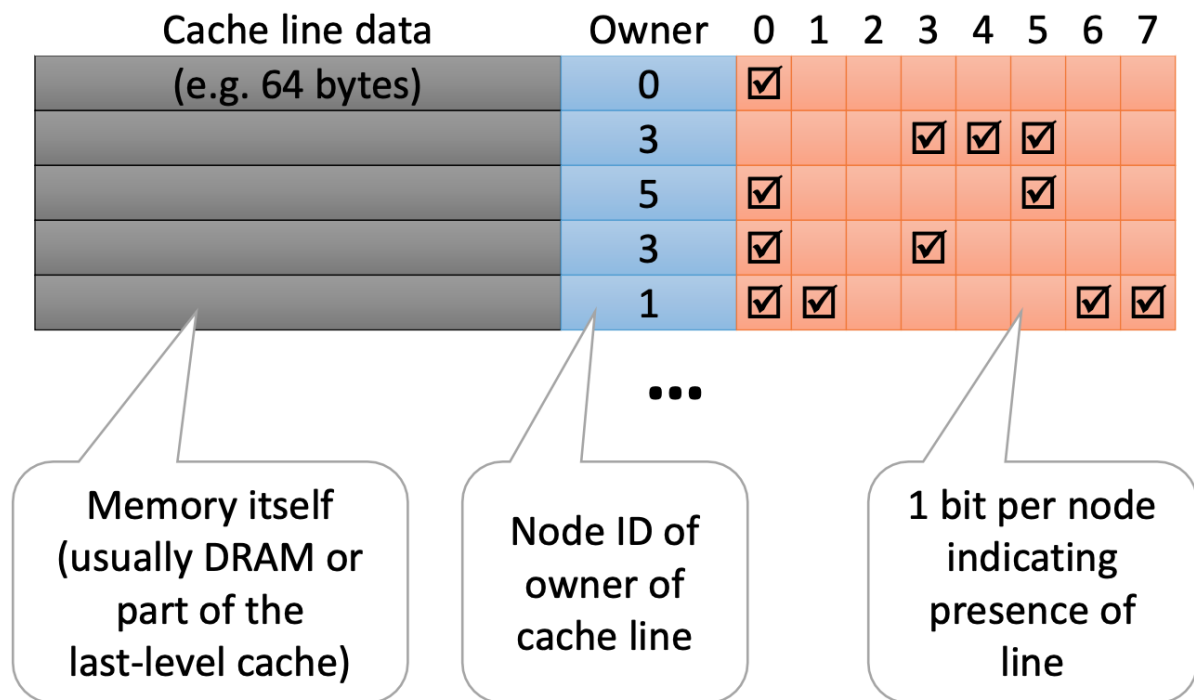 Cache line data Owner 0 1 2 3 4 5 6 7
(e.g. 64 bytes) 0
3
5
3
1
...
Memory itself
(usually DRAM or
part of the
last-level cache)
Node ID of
owner of
cache line
1 bit per node
indicating
presence of
line